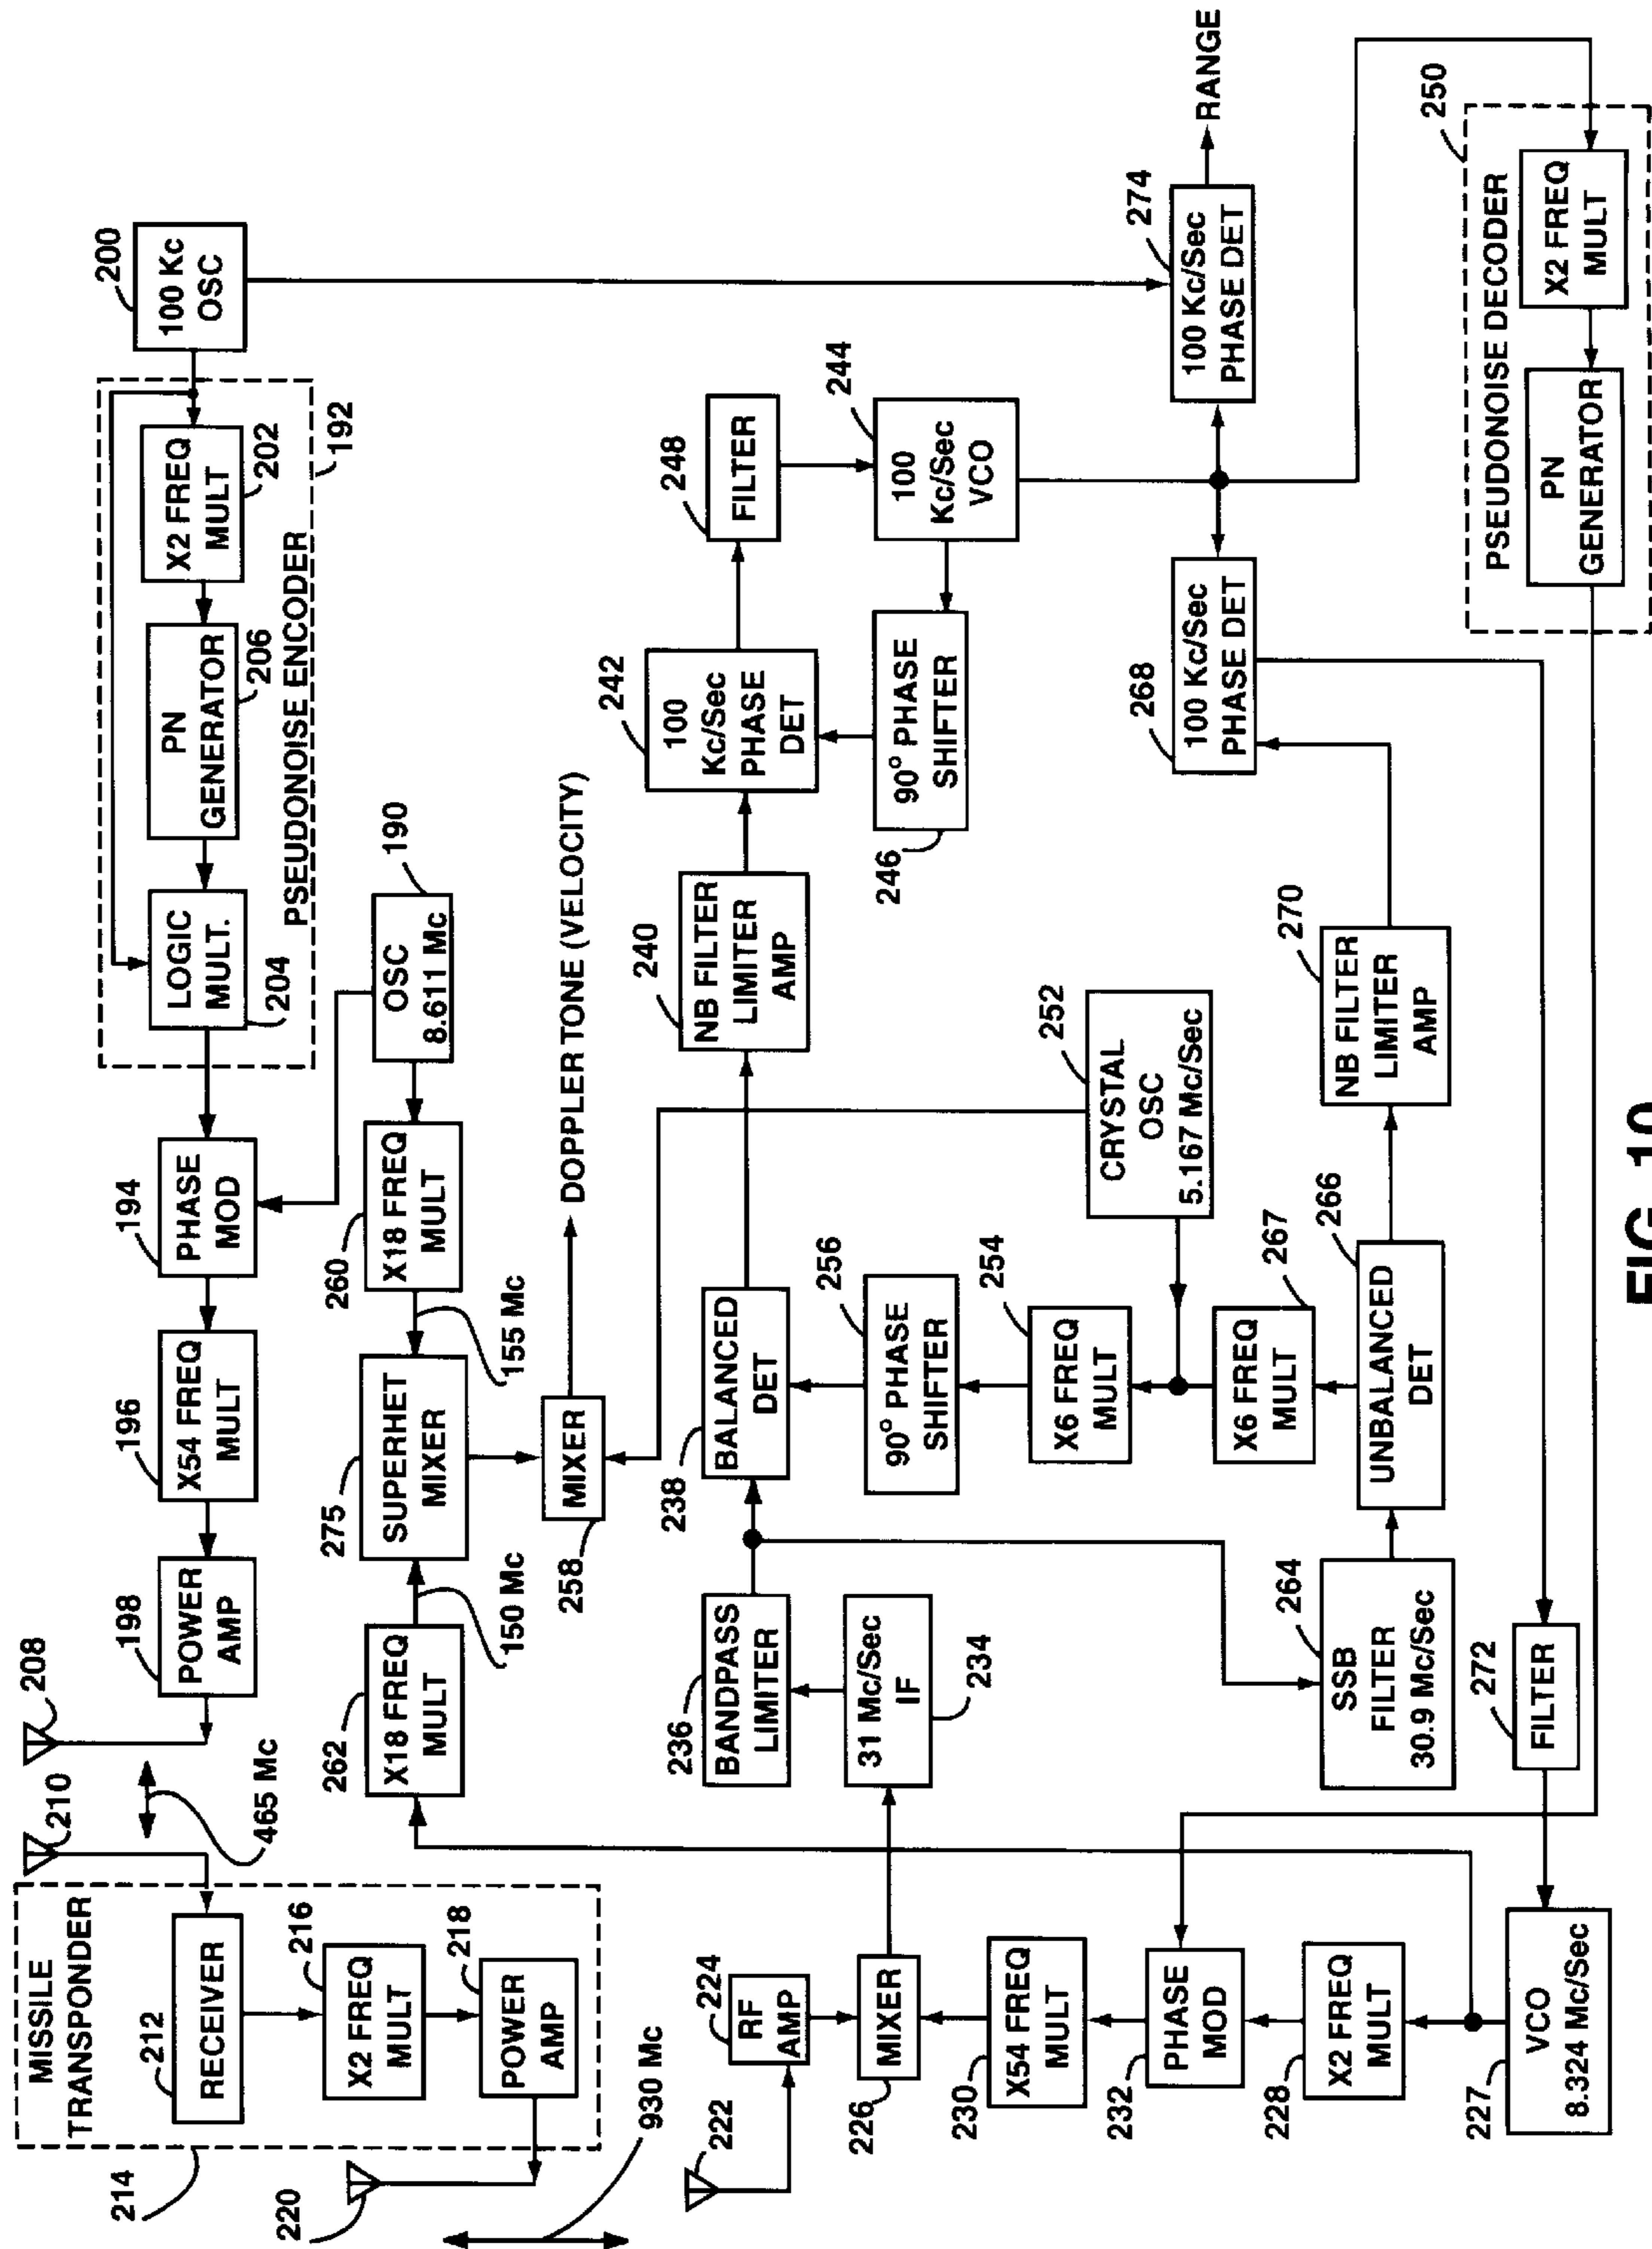 MISSILE
TRANSPONDER
212
RECEIVER
216
X2 FREQ
MULT
218
POWER
AMP
214
220
930 Mc
210
465 Mc
208
198
POWER
AMP
196
X54 FREQ
MULT
194
PHASE
MOD
LOGIC
MULT.
204
PN
GENERATOR
206
X2 FREQ
MULT
202
PSEUDONOISE ENCODER
192
200
100 Kc
OSC
190
OSC
8.611 Mc
260
X18 FREQ
MULT
155 Mc
275
SUPERHET
MIXER
262
X18 FREQ
MULT
150 Mc
MIXER
258
DOPPLER TONE (VELOCITY)
222
224
RF
AMP
226
MIXER
230
X54 FREQ
MULT
232
PHASE
MOD
228
X2 FREQ
MULT
227
VCO
8.324 Mc/Sec
236
BANDPASS
LIMITER
31 Mc/Sec
IF
234
238
BALANCED
DET
256
90° PHASE
SHIFTER
254
X6 FREQ
MULT
267
X6 FREQ
MULT
266
UNBALANCED
DET
264
SSB
FILTER
30.9 Mc/Sec
272
FILTER
252
CRYSTAL
OSC
5.167 Mc/Sec
240
NB FILTER
LIMITER
AMP
242
100
Kc/Sec
PHASE
DET
248
FILTER
244
100
Kc/Sec
VCO
90° PHASE
SHIFTER
246
270
NB FILTER
LIMITER
AMP
268
100 Kc/Sec
PHASE DET
274
100 Kc/Sec
PHASE DET
RANGE
250
PSEUDONOISE DECODER
PN
GENERATOR
X2 FREQ
MULT
FIG. 10